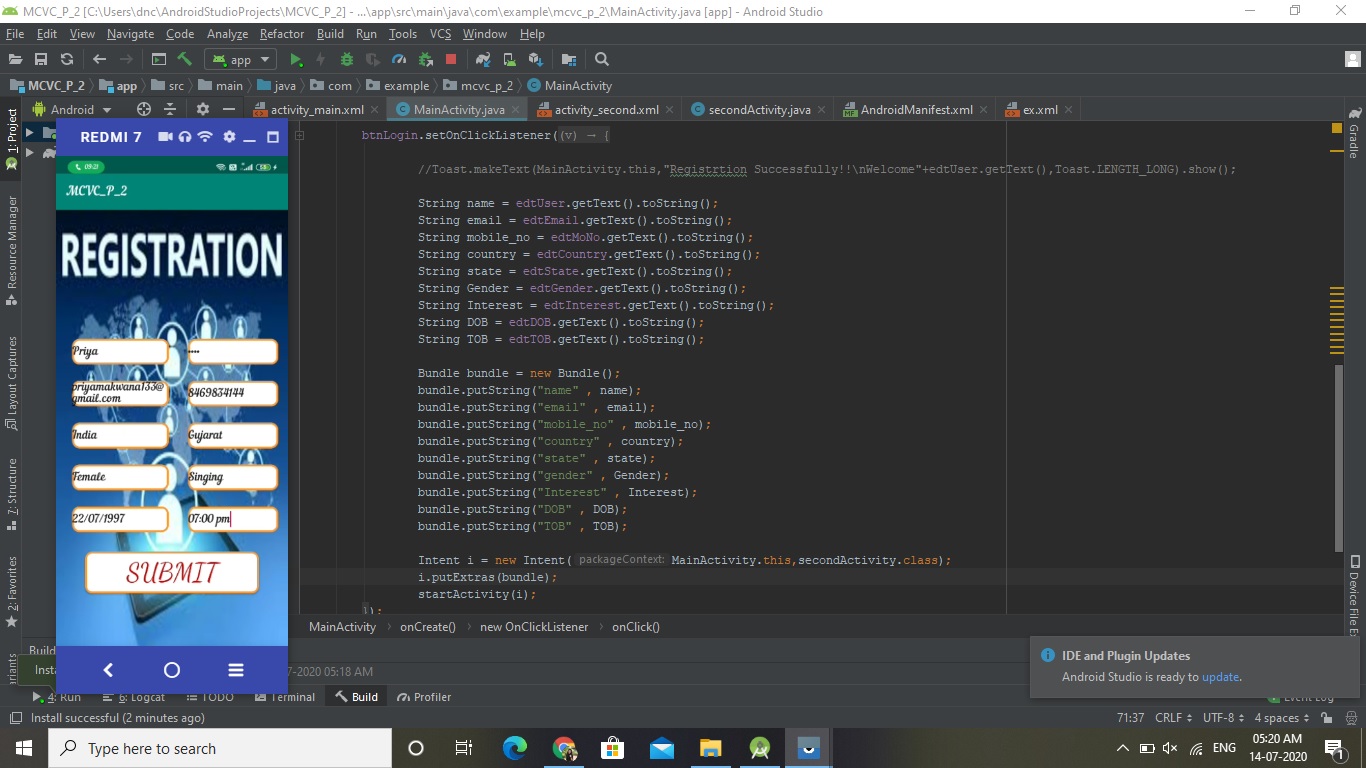 MCVC_P_2 [C:\Users\dnc\AndroidStudioProjects\MCVC_P_2] - ...\app\src\main\java\com\example\mcvc_p_2\MainActivity.java [app] - Android Studio
File Edit View Navigate Code Analyze Refactor Build Run Tools VCS Window Help
app
MCVC_P_2 app src main java com example mcvc_p_2 MainActivity
Android activity_main.xml MainActivity.java activity_second.xml secondActivity.java AndroidManifest.xml ex.xml
1: Project
Resource Manager
Layout Captures
7: Structure
2: Favorites
REDMI 7
09:21
MCVC_P_2
REGISTRATION
Priya ····
priyamakwana133@
gmail.com
8469834144
India Gujarat
Female Singing
22/07/1997 07:00 pm
SUBMIT
btnLogin.setOnClickListener((v) → {
//Toast.makeText(MainActivity.this,"Registrtion Successfully!!\nWelcome"+edtUser.getText(),Toast.LENGTH_LONG).show();
String name = edtUser.getText().toString();
String email = edtEmail.getText().toString();
String mobile_no = edtMoNo.getText().toString();
String country = edtCountry.getText().toString();
String state = edtState.getText().toString();
String Gender = edtGender.getText().toString();
String Interest = edtInterest.getText().toString();
String DOB = edtDOB.getText().toString();
String TOB = edtTOB.getText().toString();
Bundle bundle = new Bundle();
bundle.putString("name" , name);
bundle.putString("email" , email);
bundle.putString("mobile_no" , mobile_no);
bundle.putString("country" , country);
bundle.putString("state" , state);
bundle.putString("gender" , Gender);
bundle.putString("Interest" , Interest);
bundle.putString("DOB" , DOB);
bundle.putString("TOB" , TOB);
Intent i = new Intent( packageContext: MainActivity.this,secondActivity.class);
i.putExtras(bundle);
startActivity(i);
});
MainActivity onCreate() new OnClickListener onClick()
Gradle
Device File Ex
Build
Insta
7-2020 05:18 AM
IDE and Plugin Updates
Android Studio is ready to update.
4: Run 6: Logcat TODO Terminal Build Profiler Event Log
Install successful (2 minutes ago)
71:37 CRLF UTF-8 4 spaces
Type here to search
ENG
05:20 AM
14-07-2020
1